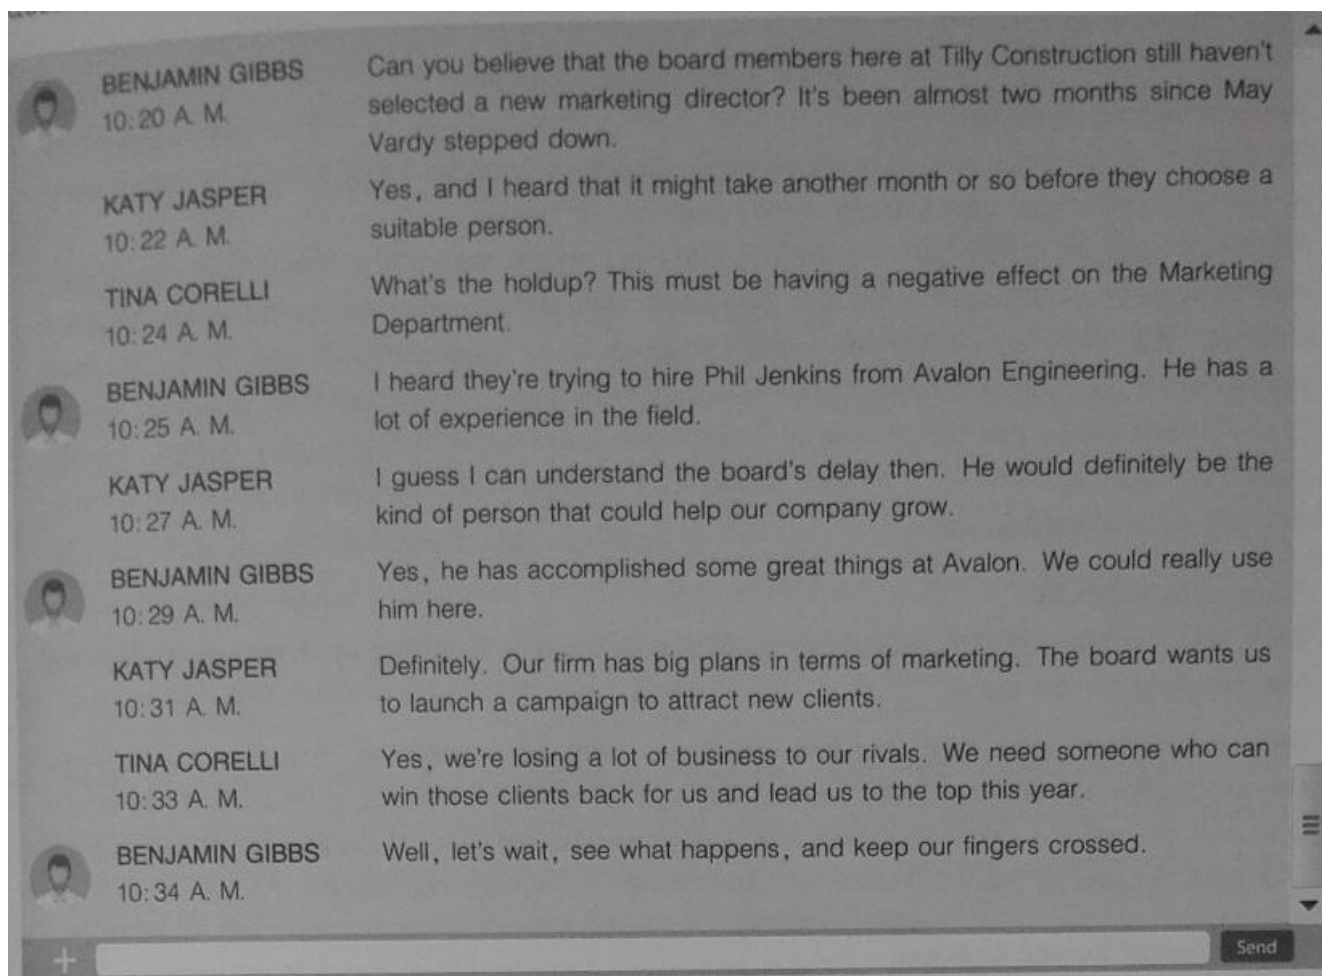 BENJAMIN GIBBS
10:20 A. M.
Can you believe that the board members here at Tilly Construction still haven't
selected a new marketing director? It's been almost two months since May
Vardy stepped down.
KATY JASPER
10:22 A. M.
Yes, and I heard that it might take another month or so before they choose a
suitable person.
TINA CORELLI
10:24 A. M.
What's the holdup? This must be having a negative effect on the Marketing
Department.
BENJAMIN GIBBS
10:25 A. M.
I heard they're trying to hire Phil Jenkins from Avalon Engineering. He has a
lot of experience in the field.
KATY JASPER
10:27 A. M.
I guess I can understand the board's delay then. He would definitely be the
kind of person that could help our company grow.
BENJAMIN GIBBS
10:29 A. M.
Yes, he has accomplished some great things at Avalon. We could really use
him here.
KATY JASPER
10:31 A. M.
Definitely. Our firm has big plans in terms of marketing. The board wants us
to launch a campaign to attract new clients.
TINA CORELLI
10:33 A. M.
Yes, we're losing a lot of business to our rivals. We need someone who can
win those clients back for us and lead us to the top this year.
BENJAMIN GIBBS
10:34 A. M.
Well, let's wait, see what happens, and keep our fingers crossed.
Send